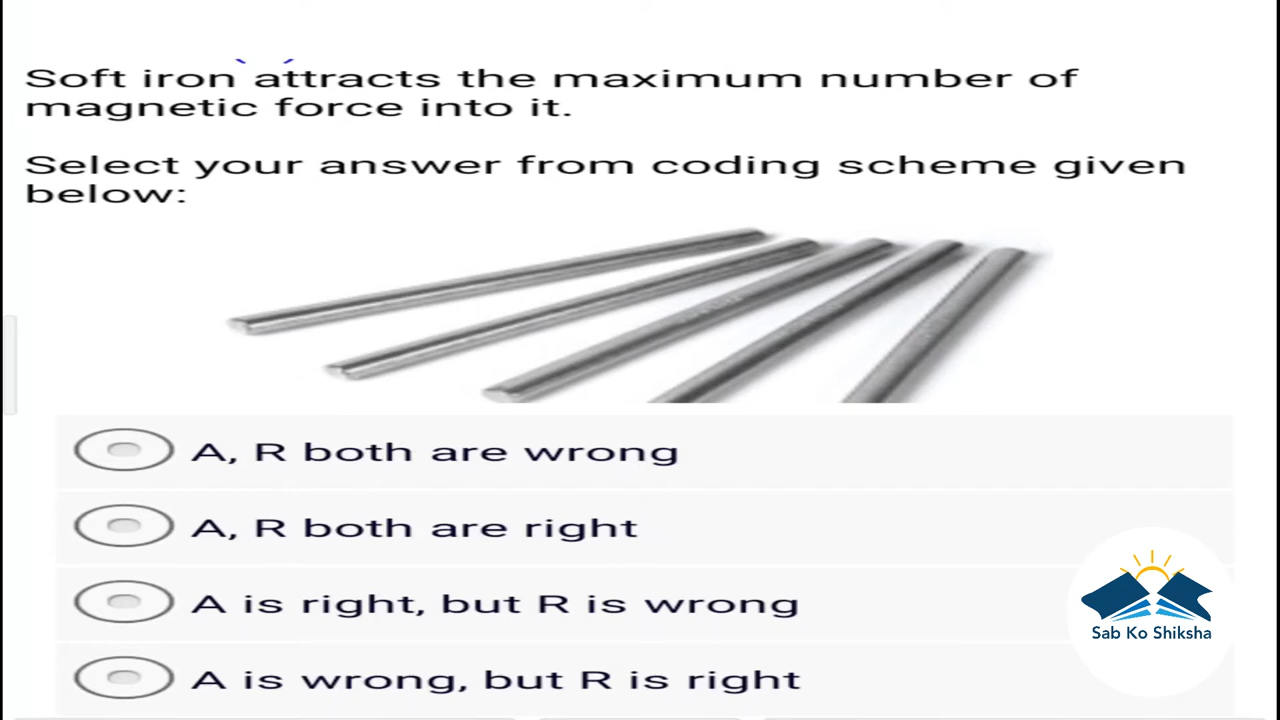 Soft iron attracts the maximum number of
magnetic force into it.
Select your answer from coding scheme given
below:
A, R both are wrong
A, R both are right
A is right, but R is wrong
A is wrong, but R is right
Sab Ko Shiksha